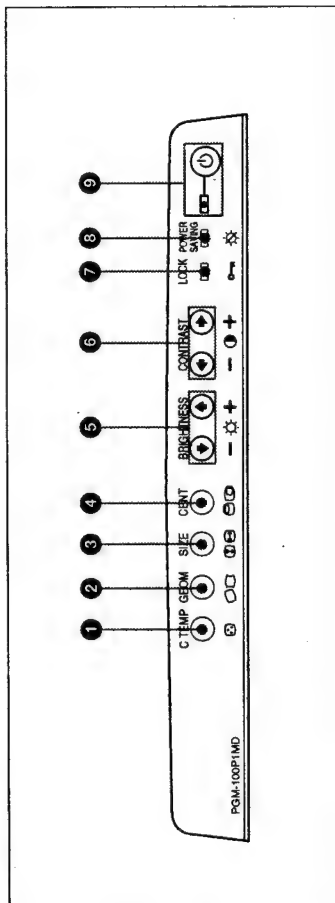 1 2 3 4 5 6 7 8 9
C TEMP GEOM SIZE CENT BRIGHTNESS CONTRAST LOCK POWER SAVING
− + − +
PGM-100P1MD